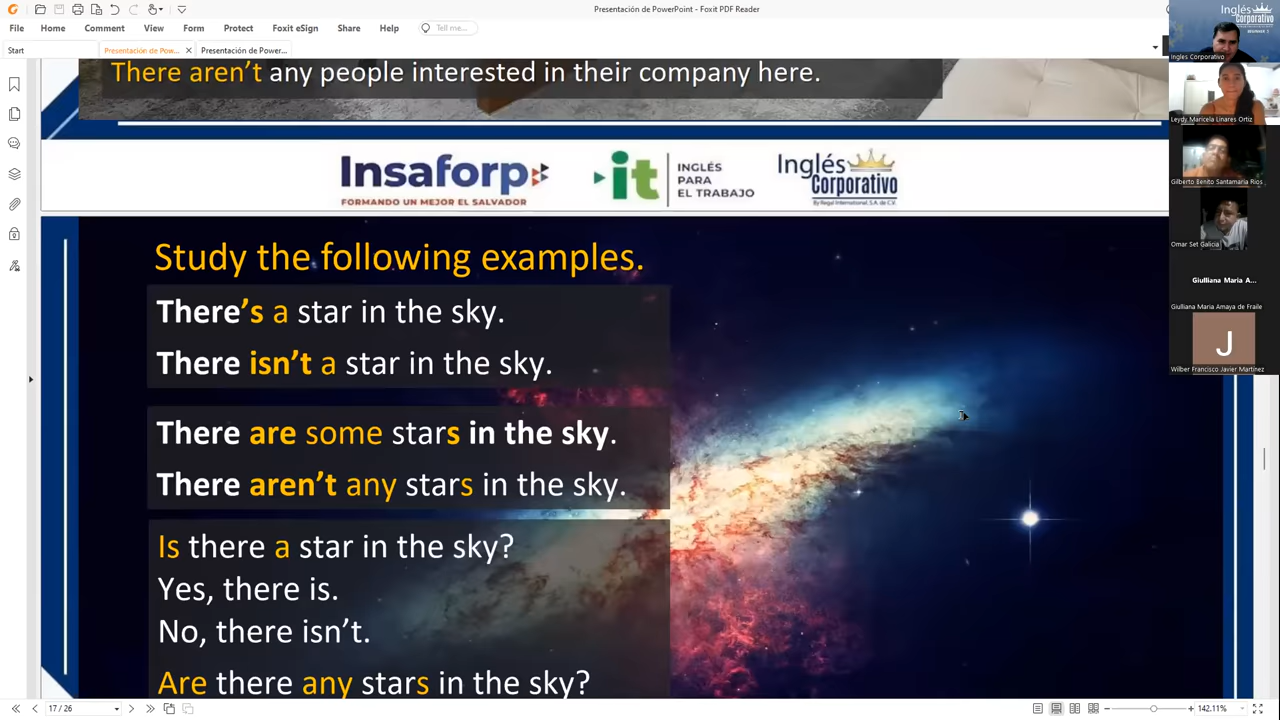 Presentación de PowerPoint - Foxit PDF Reader
File Home Comment View Form Protect Foxit eSign Share Help Tell me...
Start Presentación de Pow... Presentación de Power...
There aren't any people interested in their company here.
Insaforp
FORMANDO UN MEJOR EL SALVADOR
it
INGLÉS
PARA
EL TRABAJO
Inglés
Corporativo
By Regal International, S.A. de C.V.
Study the following examples.
There's a star in the sky.
There isn't a star in the sky.
There are some stars in the sky.
There aren't any stars in the sky.
Is there a star in the sky?
Yes, there is.
No, there isn't.
Are there any stars in the sky?
17 / 26
142.11%
Inglés
Corporativo
BEGINNER 2
Ingles Corporativo
Leydy Maricela Linares Ortiz
Gilberto Benito Santamaria Rios
Omar Set Galicia
Giulliana Maria A...
Giulliana Maria Amaya de Fraile
J
Wilber Francisco Javier Martinez